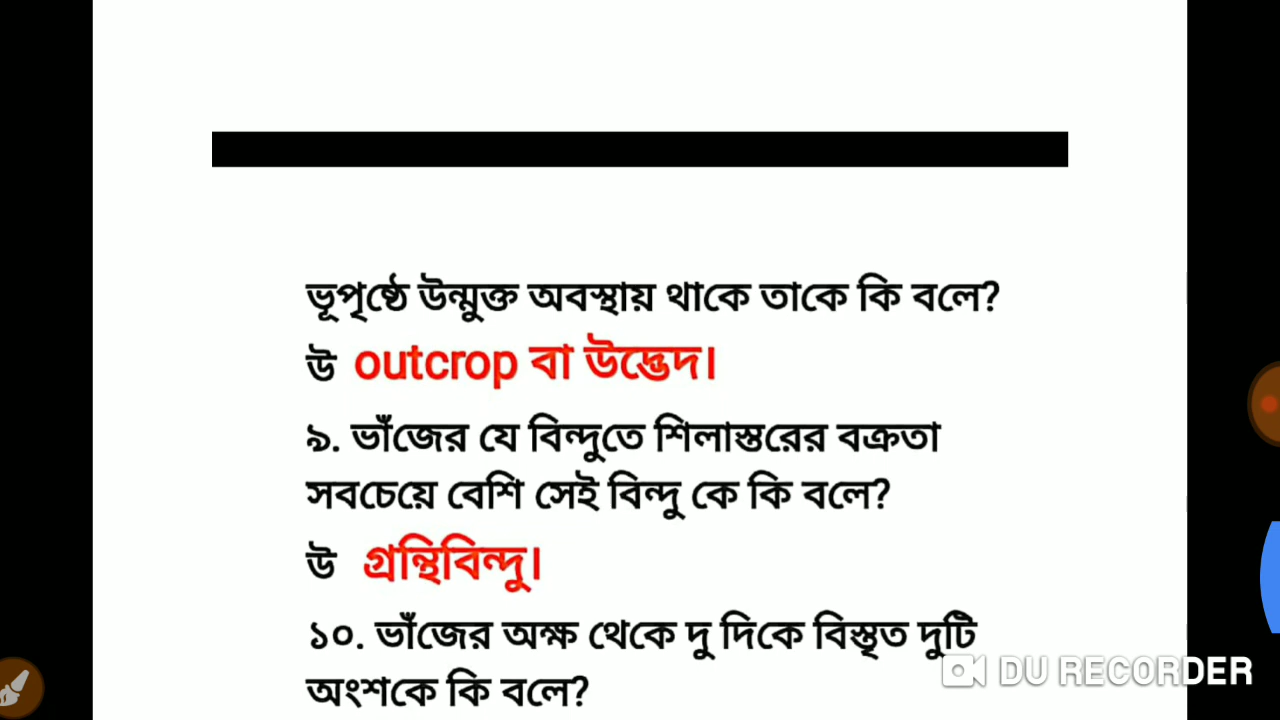 ভূপৃষ্ঠে উন্মুক্ত অবস্থায় থাকে তাকে কি বলে?
উ outcrop বা উদ্ভেদ।
৯. ভাঁজের যে বিন্দুতে শিলাস্তরের বক্রতা
সবচেয়ে বেশি সেই বিন্দু কে কি বলে?
উ গ্রন্থিবিন্দু।
১০. ভাঁজের অক্ষ থেকে দু দিকে বিস্তৃত দুটি
অংশকে কি বলে?
DU RECORDER